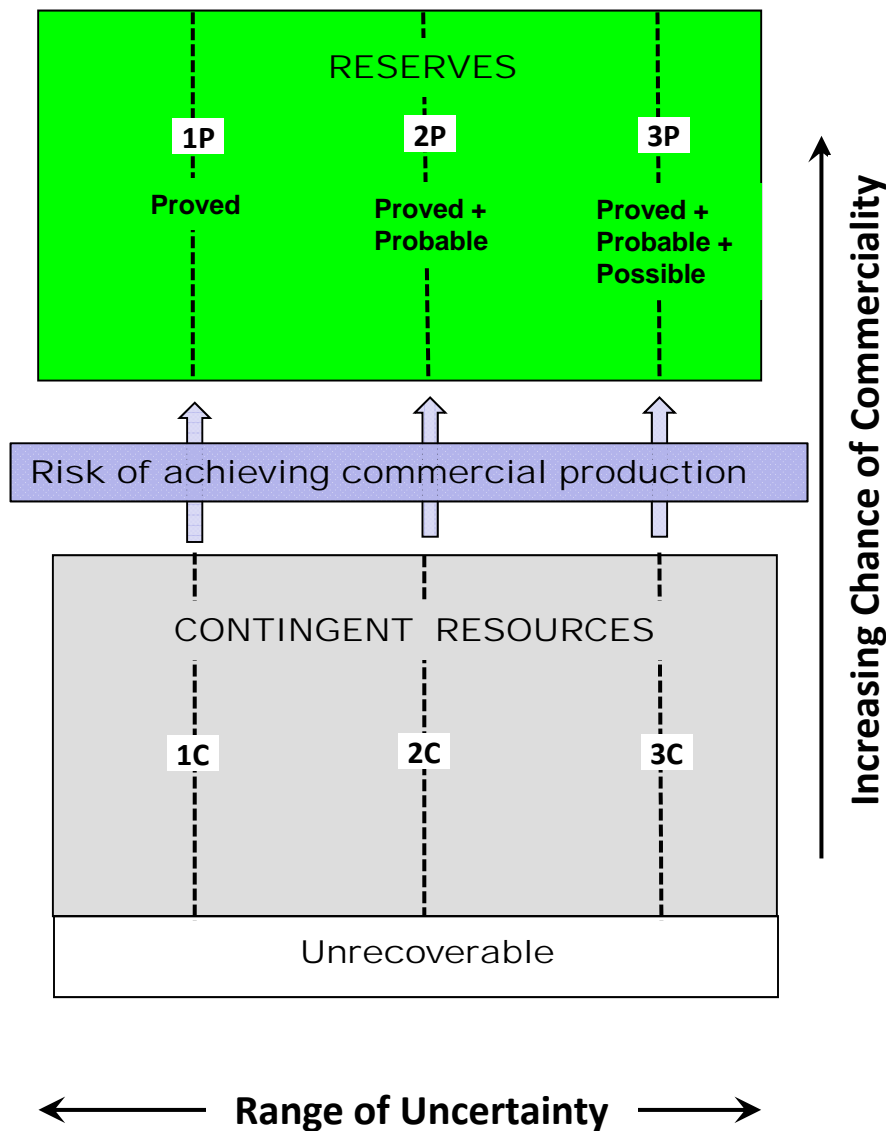 RESERVES
1P
2P
3P
Proved
Proved +
Probable
Proved +
Probable +
Possible
Risk of achieving commercial production
CONTINGENT RESOURCES
1C
2C
3C
Unrecoverable
Range of Uncertainty
Increasing Chance of Commerciality